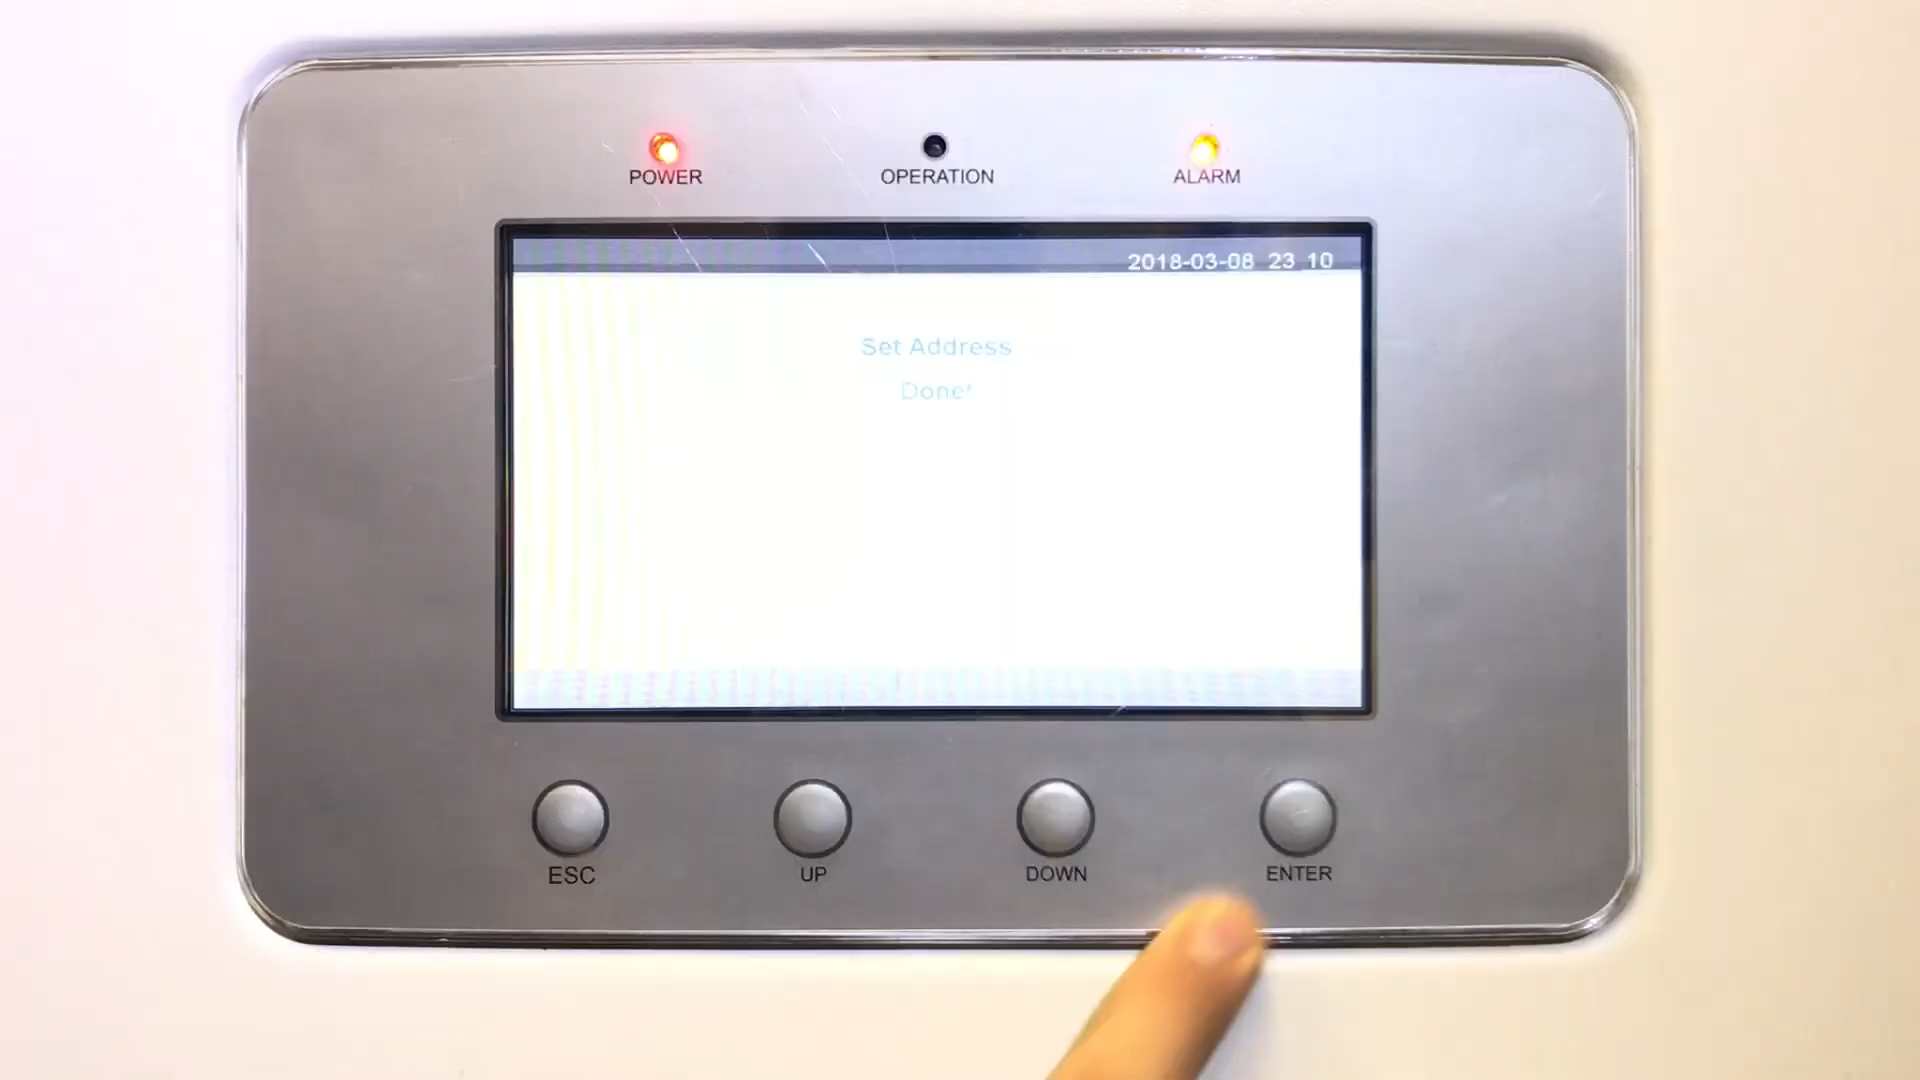 POWER OPERATION ALARM
2018-03-08 23 10
Set Address
Done!
ESC UP DOWN ENTER